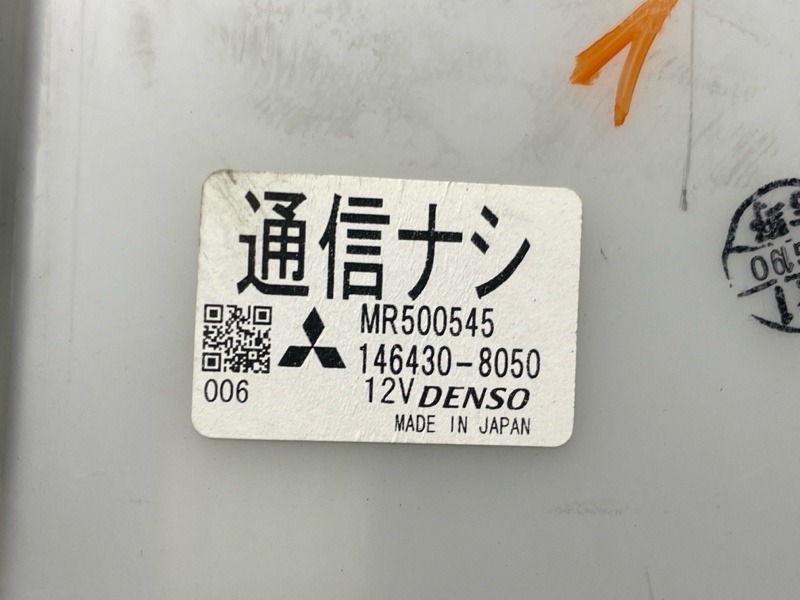 通信ナシ
MR500545
146430-8050
006
12V DENSO
MADE IN JAPAN